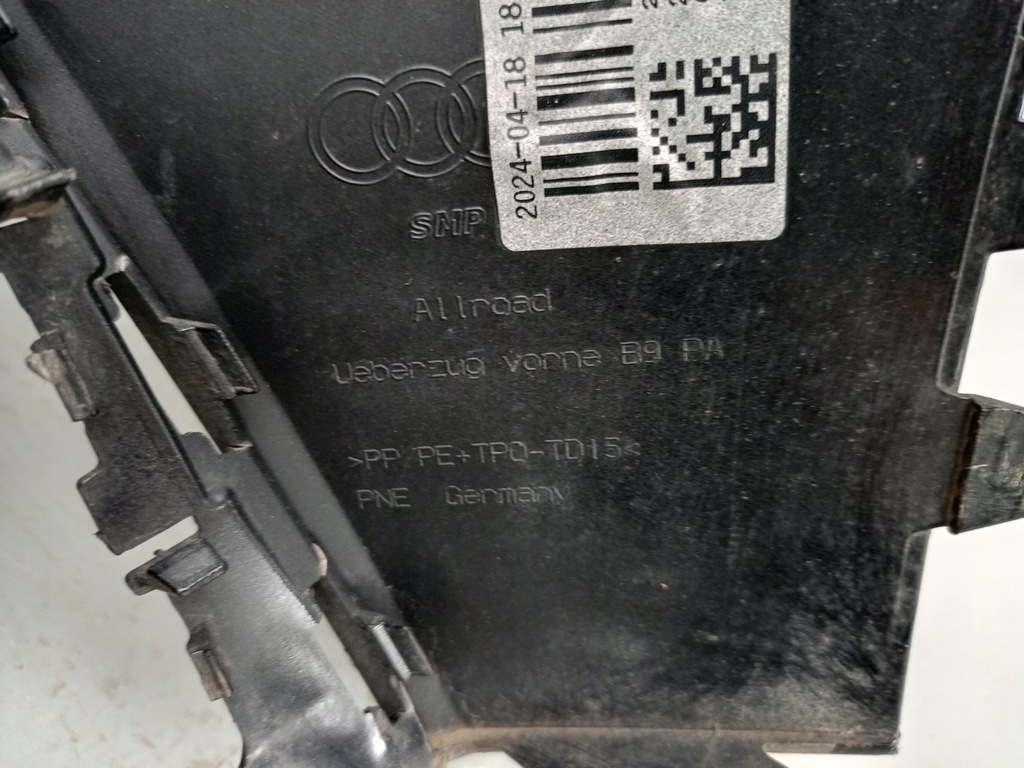 2024-04-18 18
SMP
Allroad
Ueberzug vorne B9 PA
>PP PE+TPO-TD15<
PNE Germany